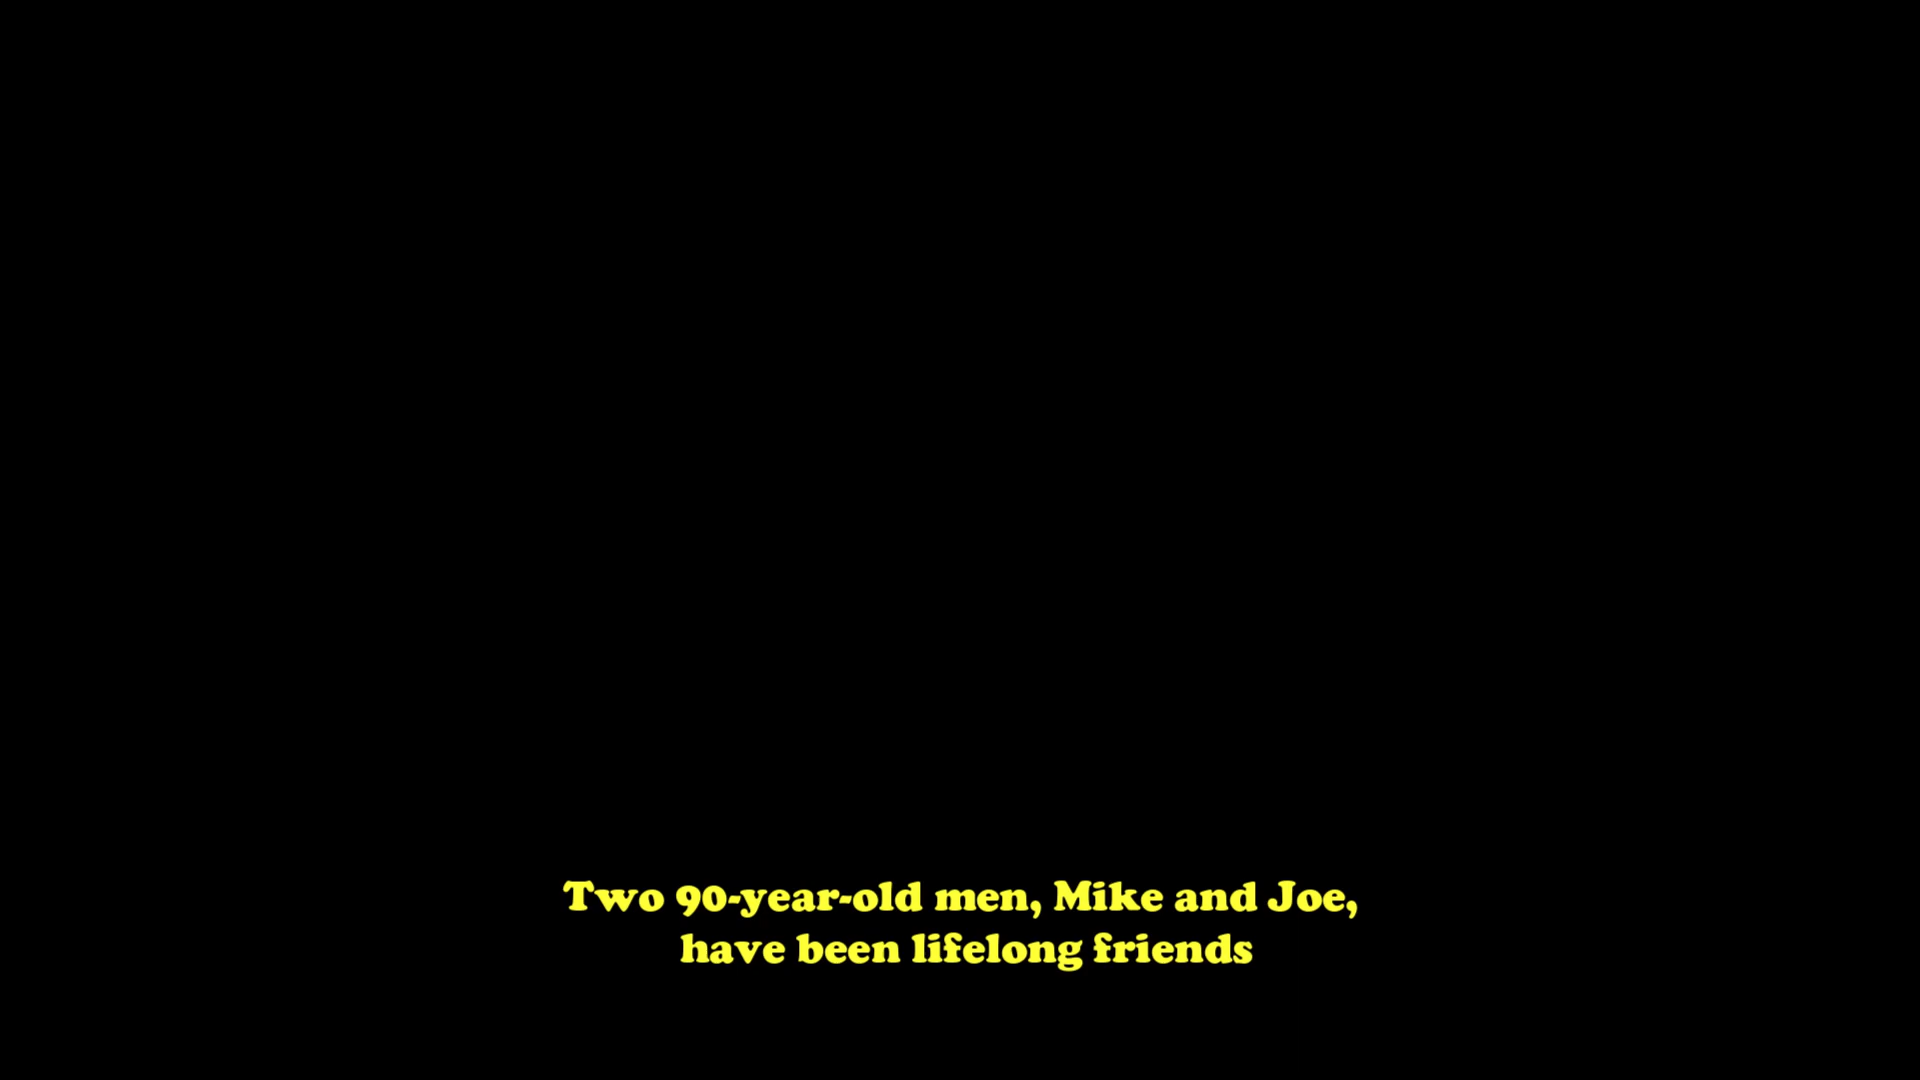 Two 90-year-old men, Mike and Joe,
have been lifelong friends